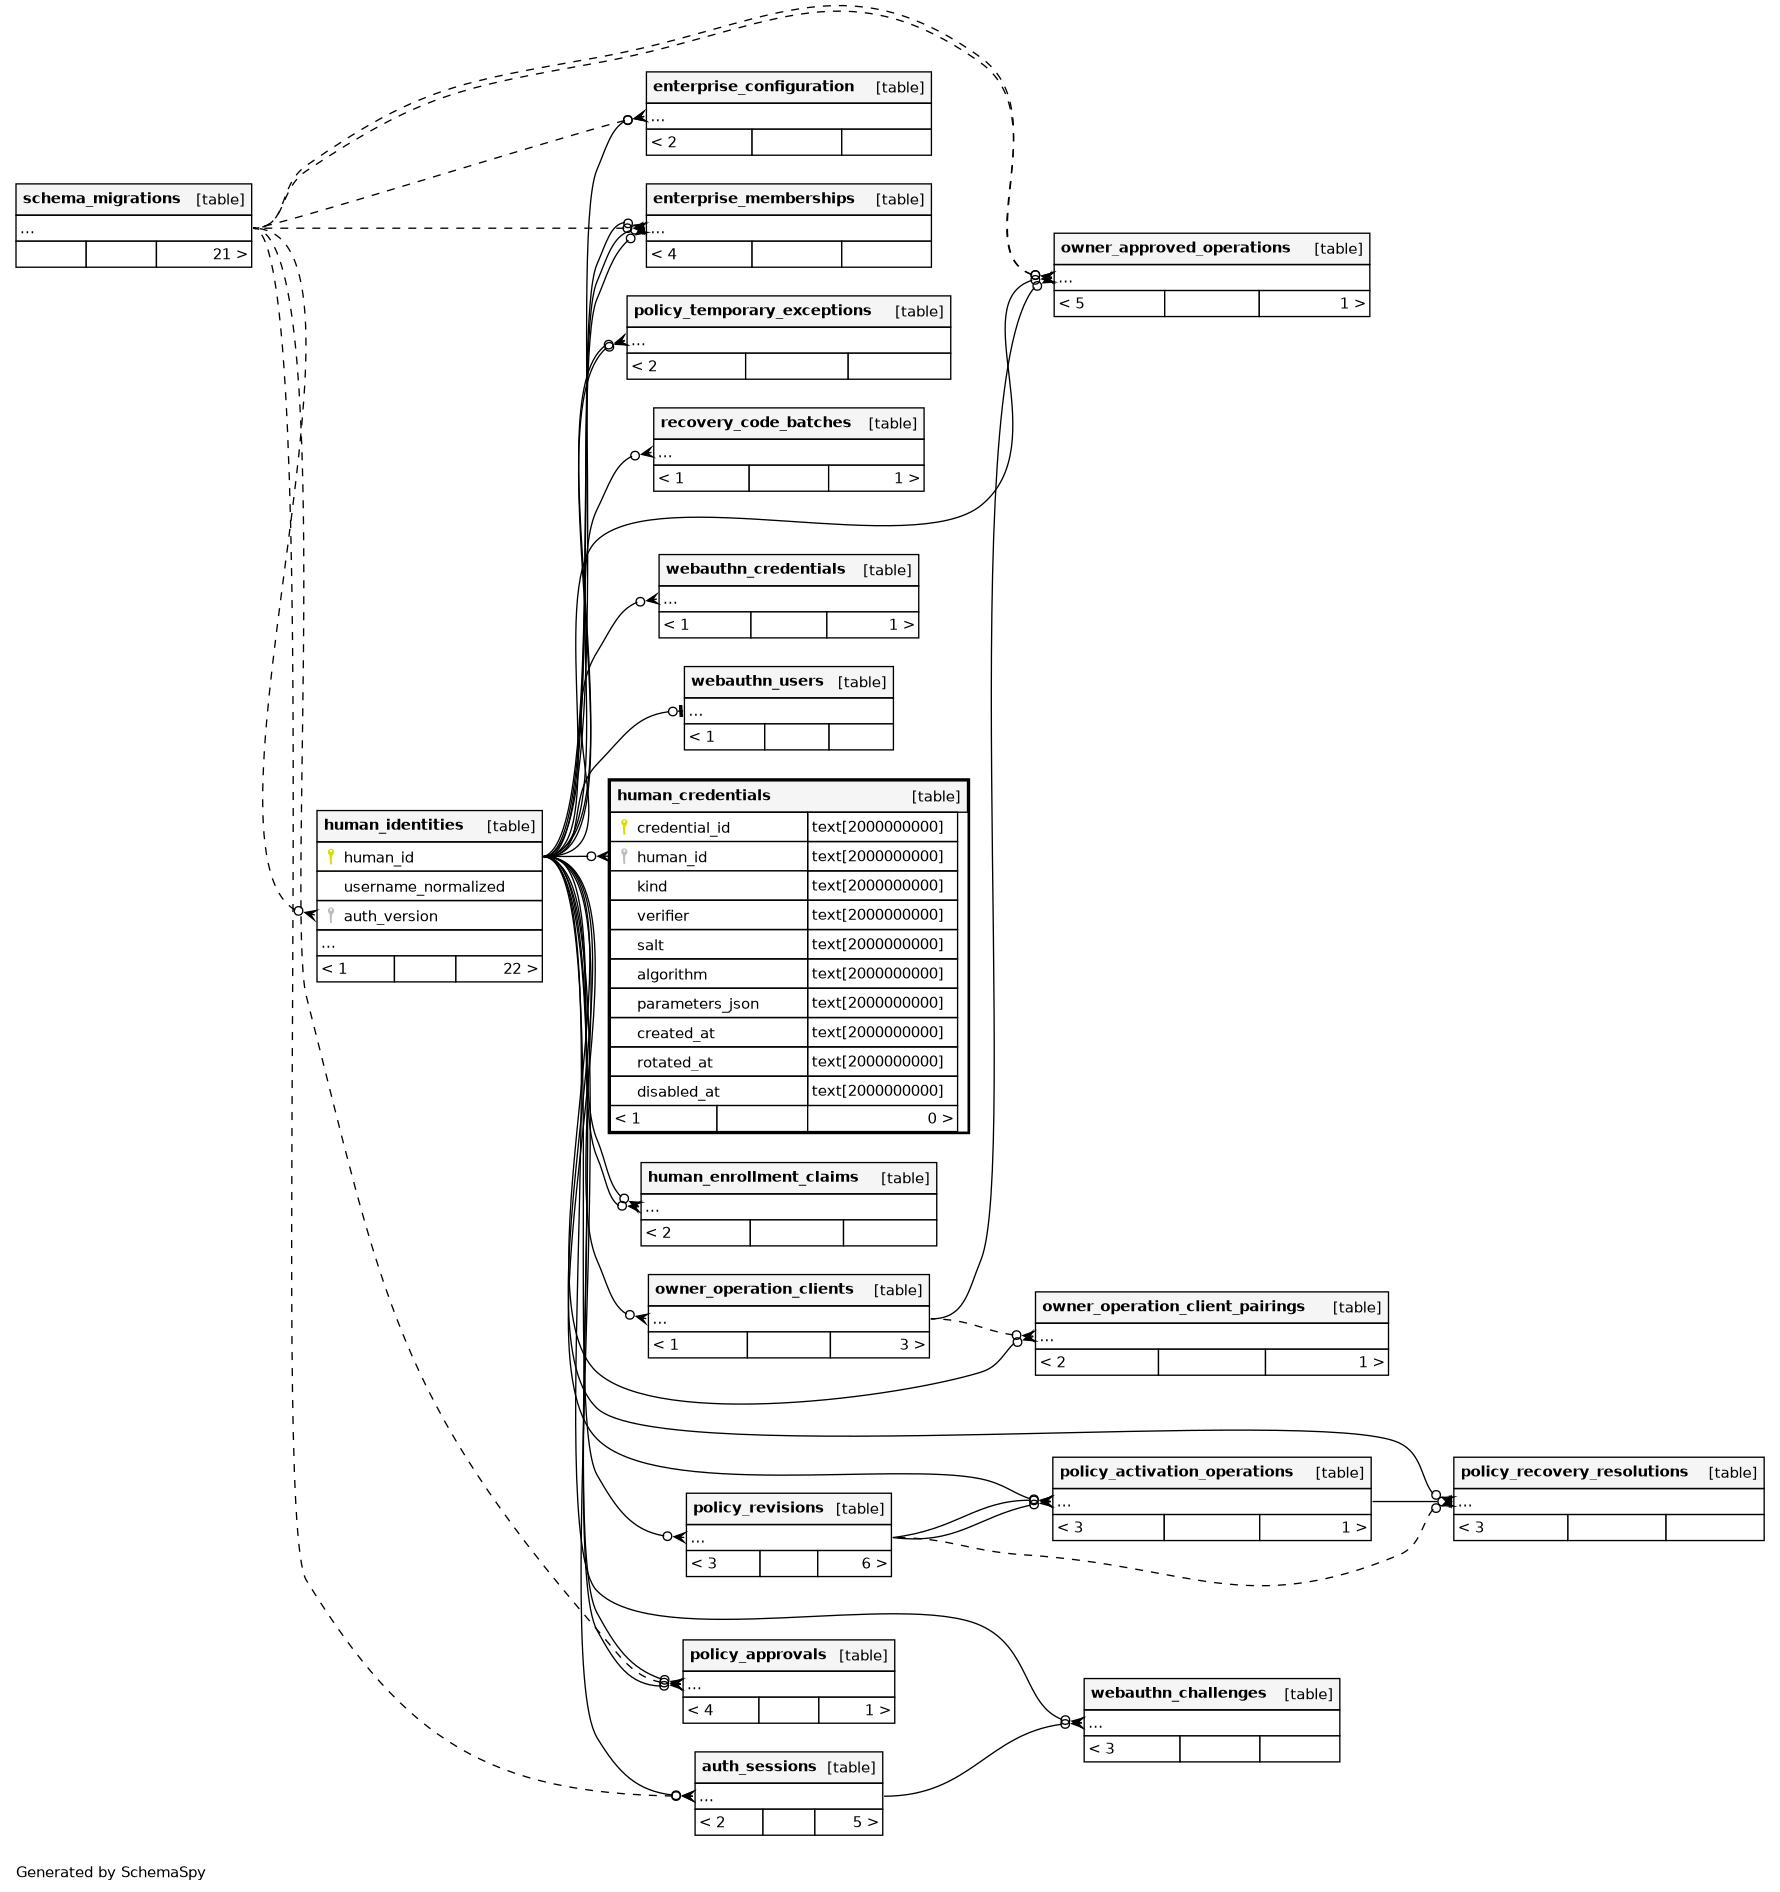 enterprise_configuration [table]
...
< 2
schema_migrations [table]
...
21 >
enterprise_memberships [table]
...
< 4
owner_approved_operations [table]
...
< 5 1 >
policy_temporary_exceptions [table]
...
< 2
recovery_code_batches [table]
...
< 1 1 >
webauthn_credentials [table]
...
< 1 1 >
webauthn_users [table]
...
< 1
human_identities [table]
human_id
username_normalized
auth_version
...
< 1 22 >
human_credentials [table]
credential_id text[2000000000]
human_id text[2000000000]
kind text[2000000000]
verifier text[2000000000]
salt text[2000000000]
algorithm text[2000000000]
parameters_json text[2000000000]
created_at text[2000000000]
rotated_at text[2000000000]
disabled_at text[2000000000]
< 1 0 >
human_enrollment_claims [table]
...
< 2
owner_operation_clients [table]
...
< 1 3 >
owner_operation_client_pairings [table]
...
< 2 1 >
policy_activation_operations [table]
...
< 3 1 >
policy_recovery_resolutions [table]
...
< 3
policy_revisions [table]
...
< 3 6 >
policy_approvals [table]
...
< 4 1 >
webauthn_challenges [table]
...
< 3
auth_sessions [table]
...
< 2 5 >
Generated by SchemaSpy